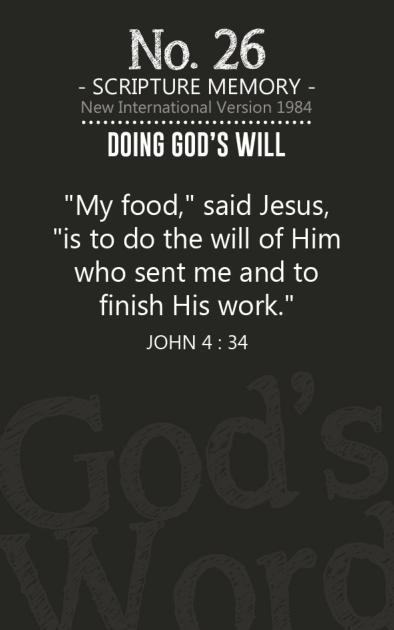 No. 26
- SCRIPTURE MEMORY -
New International Version 1984
DOING GOD'S WILL
"My food," said Jesus,
"is to do the will of Him
who sent me and to
finish His work."
JOHN 4 : 34
God's
Word